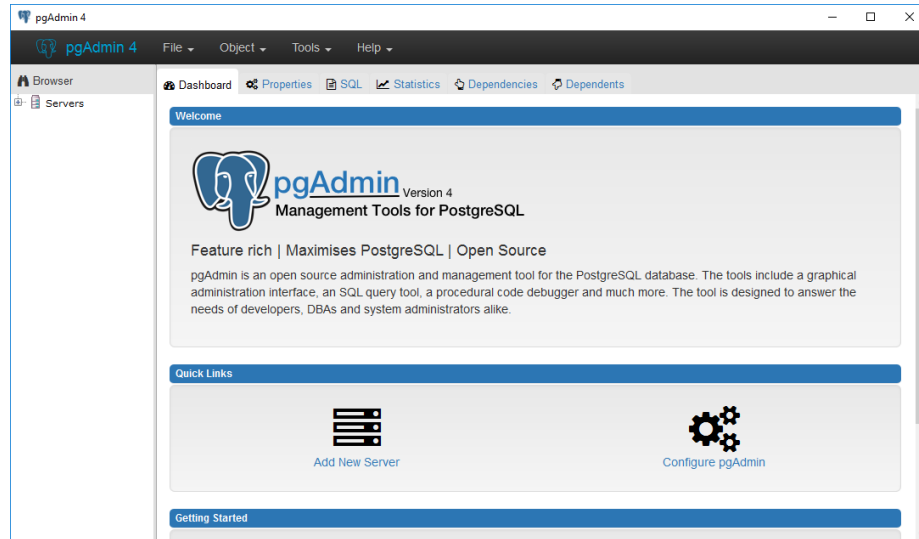 pgAdmin 4
pgAdmin 4 File Object Tools Help
Browser
Dashboard Properties SQL Statistics Dependencies Dependents
Servers
Welcome
pgAdmin Version 4
Management Tools for PostgreSQL
Feature rich | Maximises PostgreSQL | Open Source
pgAdmin is an open source administration and management tool for the PostgreSQL database. The tools include a graphical
administration interface, an SQL query tool, a procedural code debugger and much more. The tool is designed to answer the
needs of developers, DBAs and system administrators alike.
Quick Links
Add New Server
Configure pgAdmin
Getting Started